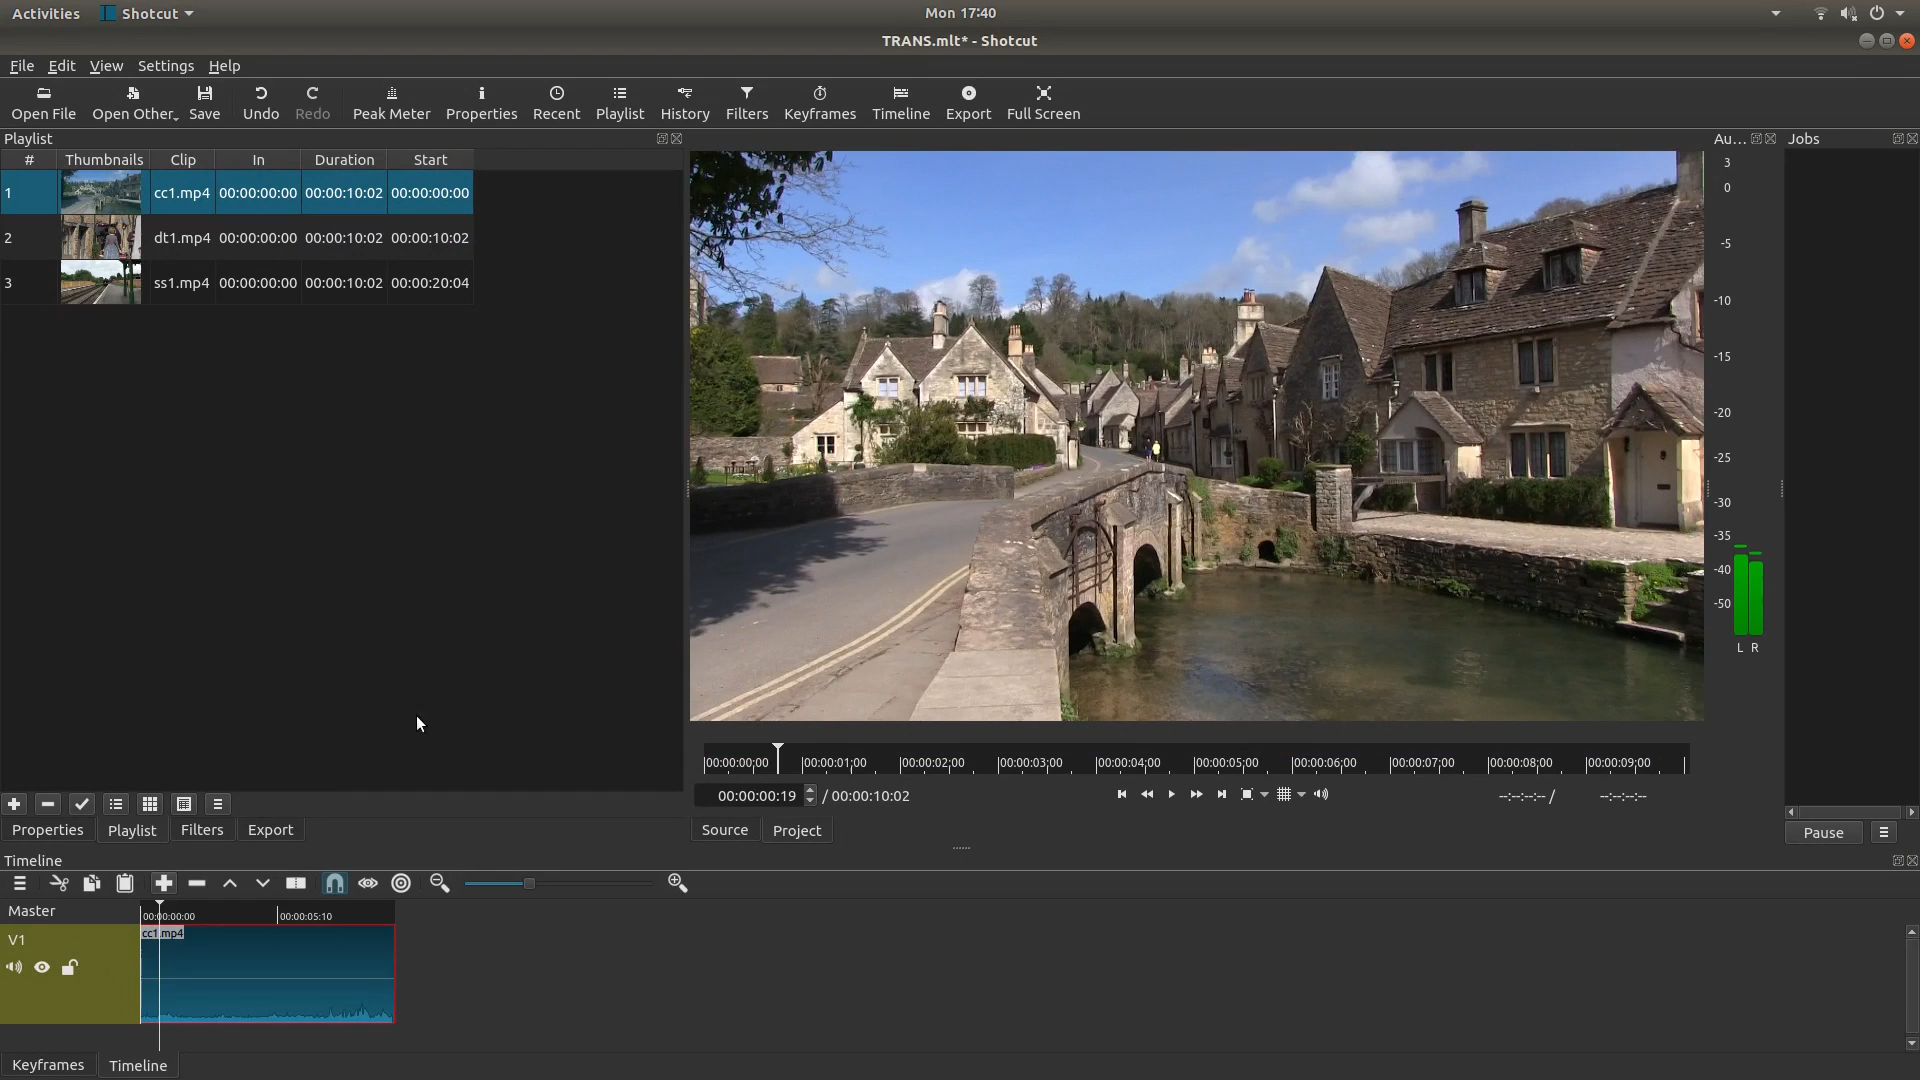 Activities Shotcut Mon 17:40
TRANS.mlt* - Shotcut
File Edit View Settings Help
Open File Open Other.. Save Undo Redo Peak Meter Properties Recent Playlist History Filters Keyframes Timeline Export Full Screen
Playlist Au... Jobs
# Thumbnails Clip In Duration Start
1 cc1.mp4 00:00:00:00 00:00:10:02 00:00:00:00
2 dt1.mp4 00:00:00:00 00:00:10:02 00:00:10:02
3 ss1.mp4 00:00:00:00 00:00:10:02 00:00:20:04
3
0
-5
-10
-15
-20
-25
-30
-35
-40
-50
L R
00:00:00;00 00:00:01;00 00:00:02;00 00:00:03;00 00:00:04;00 00:00:05;00 00:00:06;00 00:00:07;00 00:00:08;00 00:00:09;00
00:00:00:19 / 00:00:10:02 --:--:--:-- / --:--:--:--
Properties Playlist Filters Export Source Project Pause
Timeline
Master 00:00:00:00 00:00:05:10
cc1.mp4
V1
Keyframes Timeline